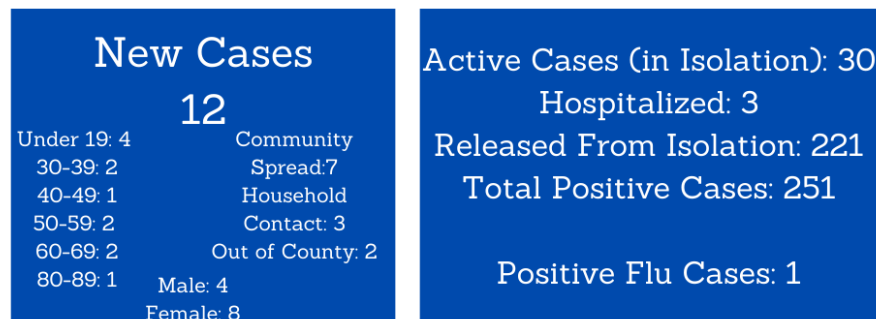 New Cases
12
Under 19: 4
30-39: 2
40-49: 1
50-59: 2
60-69: 2
80-89: 1
Community
Spread:7
Household
Contact: 3
Out of County: 2
Male: 4
Female: 8
Active Cases (in Isolation): 30
Hospitalized: 3
Released From Isolation: 221
Total Positive Cases: 251
Positive Flu Cases: 1